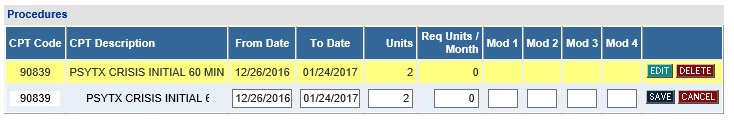 Procedures
CPT Code CPT Description From Date To Date Units Req Units / Month Mod 1 Mod 2 Mod 3 Mod 4
90839 PSYTX CRISIS INITIAL 60 MIN 12/26/2016 01/24/2017 2 0 EDIT DELETE
90839 PSYTX CRISIS INITIAL 6 12/26/2016 01/24/2017 2 0 SAVE CANCEL